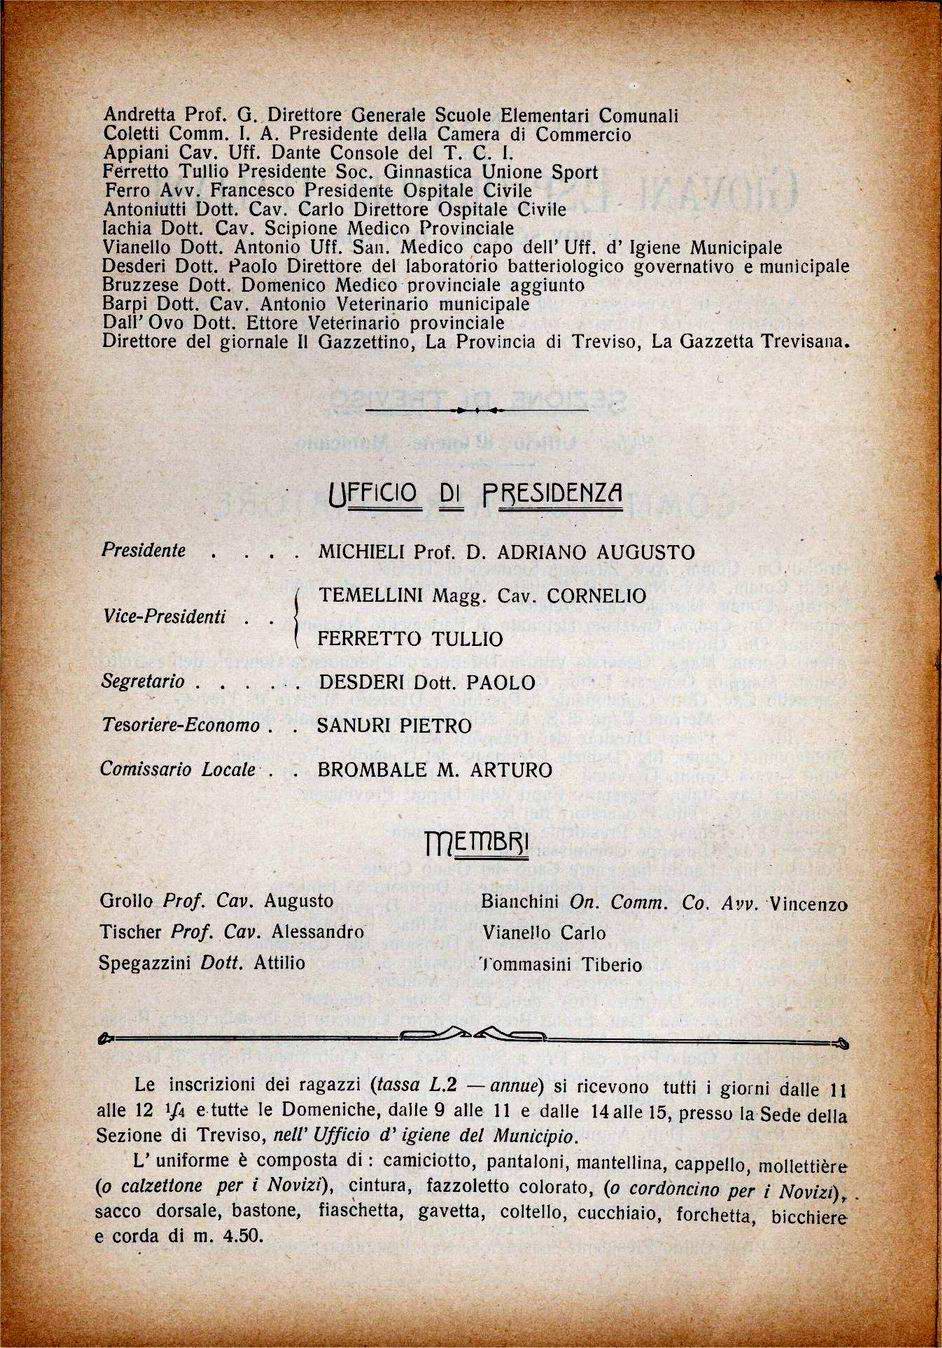 Andretta Prof. G. Direttore Generale Scuole Elementari Comunali
Coletti Comm. I. A. Presidente della Camera di Commercio
Appiani Cav. Uff. Dante Console del T. C. I.
Ferretto Tullio Presidente Soc. Ginnastica Unione Sport
Ferro Avv. Francesco Presidente Ospitale Civile
Antoniutti Dott. Cav. Carlo Direttore Ospitale Civile
Iachia Dott. Cav. Scipione Medico Provinciale
Vianello Dott. Antonio Uff. San. Medico capo dell' Uff. d' Igiene Municipale
Desderi Dott. Paolo Direttore del laboratorio batteriologico governativo e municipale
Bruzzese Dott. Domenico Medico provinciale aggiunto
Barpi Dott. Cav. Antonio Veterinario municipale
Dall' Ovo Dott. Ettore Veterinario provinciale
Direttore del giornale Il Gazzettino, La Provincia di Treviso, La Gazzetta Trevisana.
UFFICIO DI PRESIDENZA
Presidente . . . . MICHIELI Prof. D. ADRIANO AUGUSTO
TEMELLINI Magg. Cav. CORNELIO
Vice-Presidenti . .
FERRETTO TULLIO
Segretario . . . . . . DESDERI Dott. PAOLO
Tesoriere-Economo . . SANDRI PIETRO
Comissario Locale . . BROMBALE M. ARTURO
MEMBRI
Grollo Prof. Cav. Augusto Bianchini On. Comm. Co. Avv. Vincenzo
Tischer Prof. Cav. Alessandro Vianello Carlo
Spegazzini Dott. Attilio Tommasini Tiberio
Le inscrizioni dei ragazzi (tassa L.2 — annue) si ricevono tutti i giorni dalle 11
alle 12 1/4 e tutte le Domeniche, dalle 9 alle 11 e dalle 14 alle 15, presso la Sede della
Sezione di Treviso, nell' Ufficio d' igiene del Municipio.
L' uniforme è composta di : camiciotto, pantaloni, mantellina, cappello, mollettière
(o calzettone per i Novizi), cintura, fazzoletto colorato, (o cordoncino per i Novizi),
sacco dorsale, bastone, fiaschetta, gavetta, coltello, cucchiaio, forchetta, bicchiere
e corda di m. 4.50.